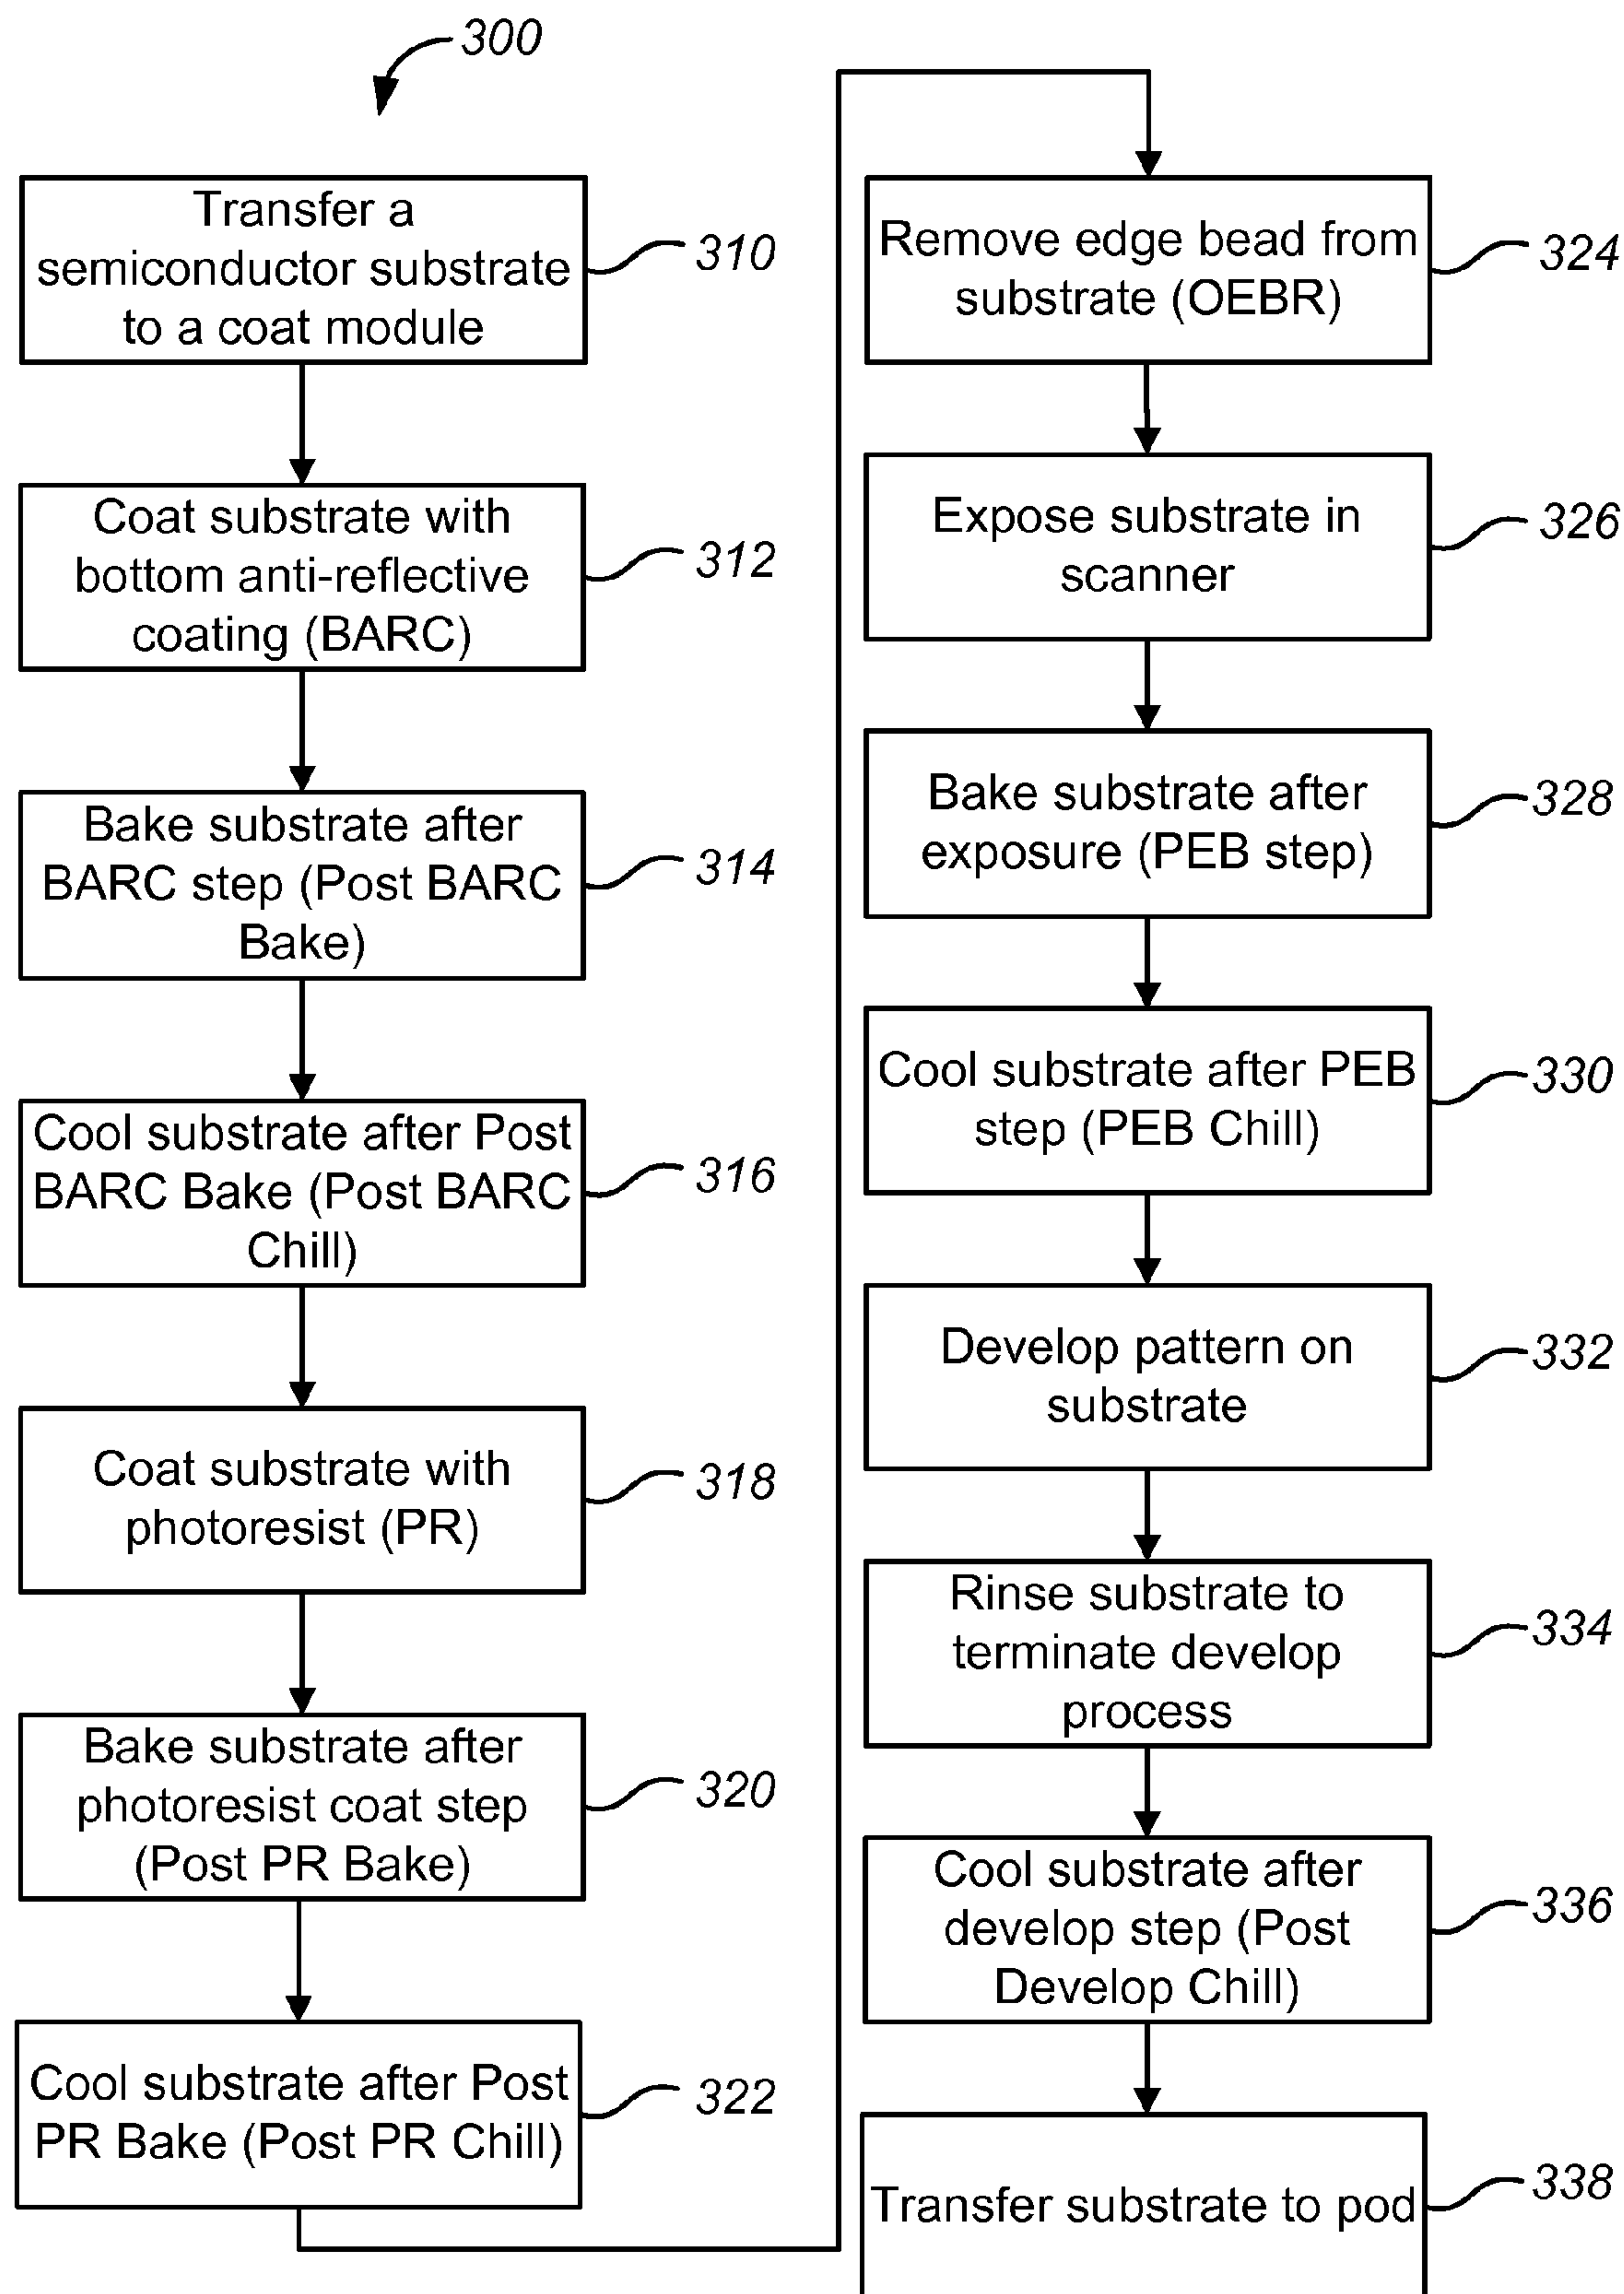 300
Transfer a
semiconductor substrate
to a coat module
310
Coat substrate with
bottom anti-reflective
coating (BARC)
312
Bake substrate after
BARC step (Post BARC
Bake)
314
Cool substrate after Post
BARC Bake (Post BARC
Chill)
316
Coat substrate with
photoresist (PR)
318
Bake substrate after
photoresist coat step
(Post PR Bake)
320
Cool substrate after Post
PR Bake (Post PR Chill)
322
Remove edge bead from
substrate (OEBR)
324
Expose substrate in
scanner
326
Bake substrate after
exposure (PEB step)
328
Cool substrate after PEB
step (PEB Chill)
330
Develop pattern on
substrate
332
Rinse substrate to
terminate develop
process
334
Cool substrate after
develop step (Post
Develop Chill)
336
Transfer substrate to pod
338